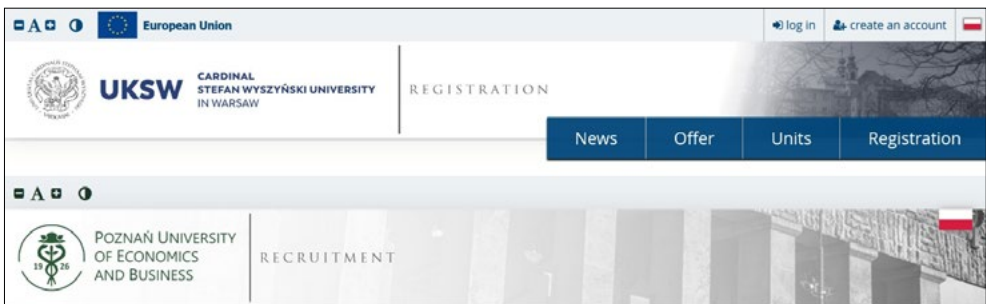 A European Union log in create an account
UKSW CARDINAL
STEFAN WYSZYŃSKI UNIVERSITY
IN WARSAW
REGISTRATION
News Offer Units Registration
A
POZNAŃ UNIVERSITY
OF ECONOMICS
AND BUSINESS
19 26
RECRUITMENT